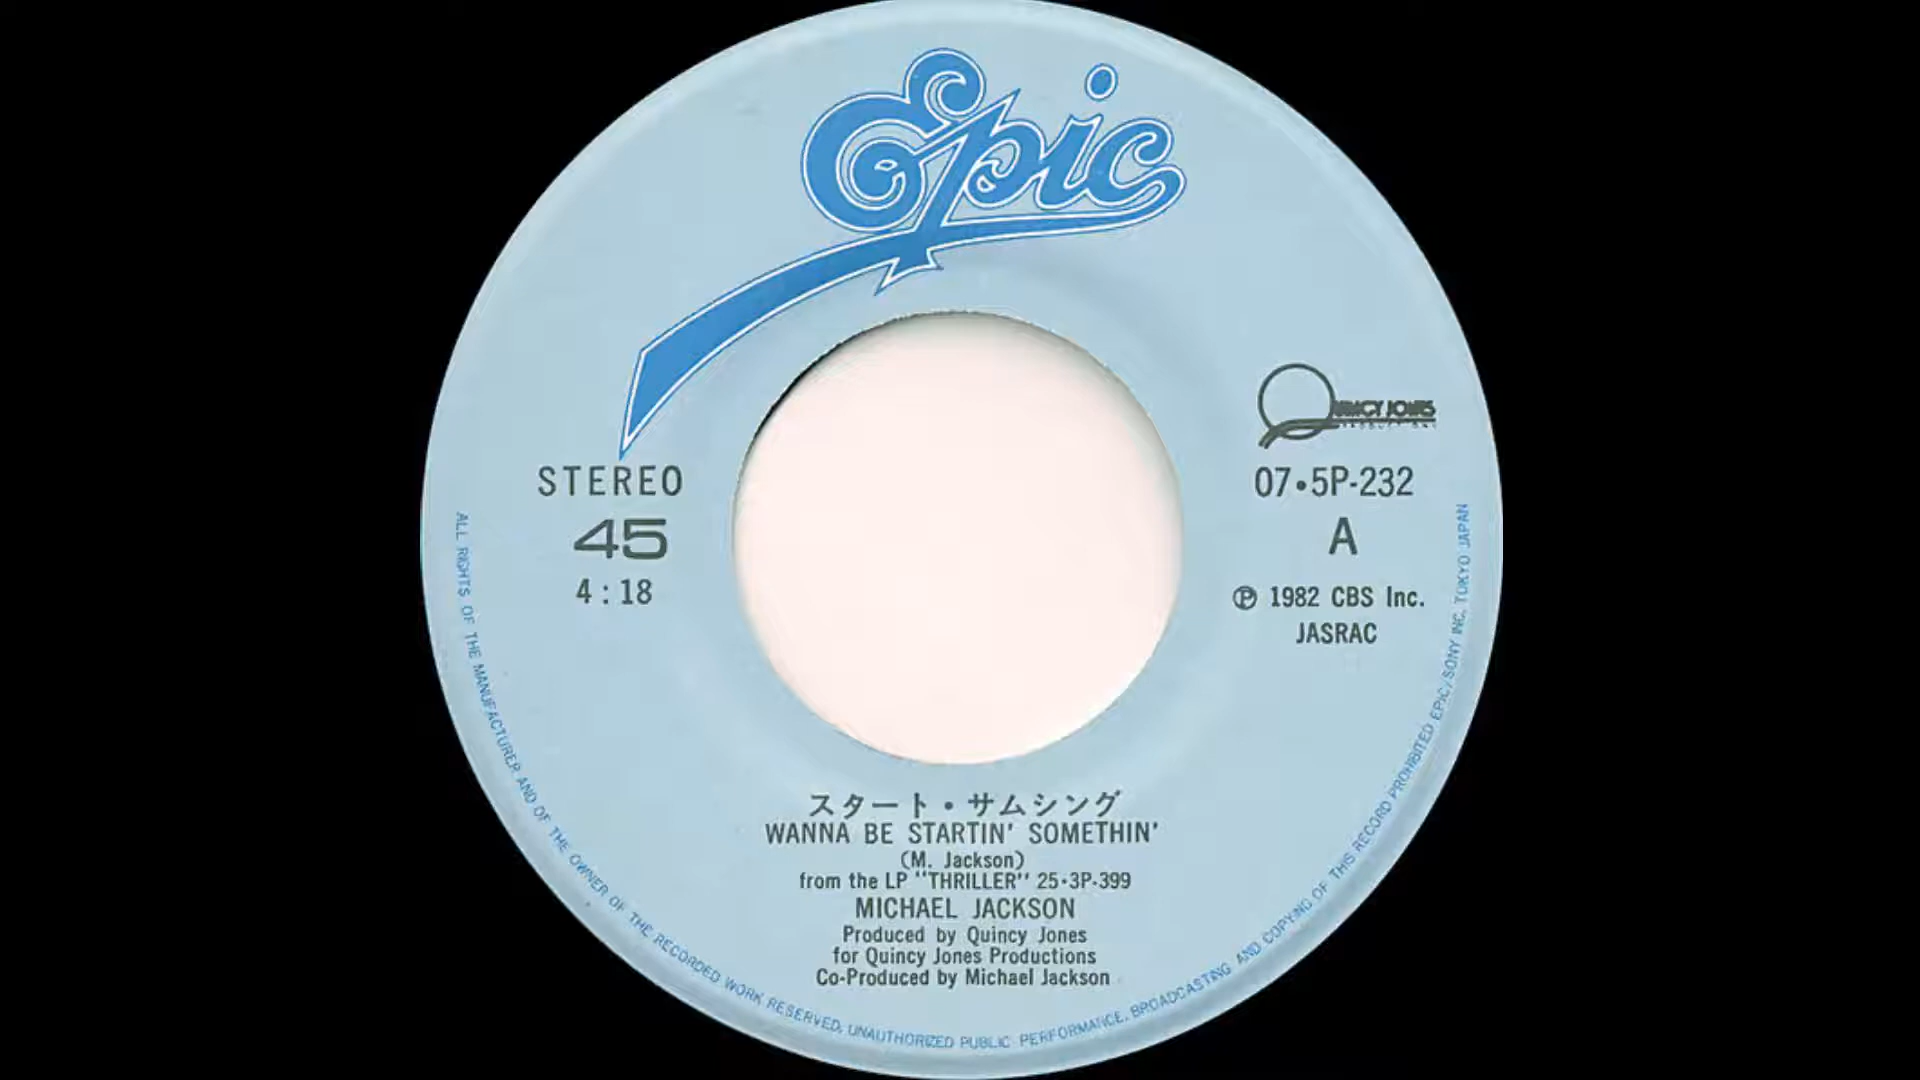 Epic
QUINCY JONES
PRODUCTIONS
STEREO
45
4:18
07・5P-232
A
Ⓟ 1982 CBS Inc.
JASRAC
スタート・サムシング
WANNA BE STARTIN' SOMETHIN'
(M. Jackson)
from the LP "THRILLER" 25・3P-399
MICHAEL JACKSON
Produced by Quincy Jones
for Quincy Jones Productions
Co-Produced by Michael Jackson
ALL RIGHTS OF THE MANUFACTURER AND OF THE OWNER OF THE RECORDED WORK RESERVED. UNAUTHORIZED PUBLIC PERFORMANCE, BROADCASTING AND COPYING OF THIS RECORD PROHIBITED EPIC/SONY INC. TOKYO JAPAN